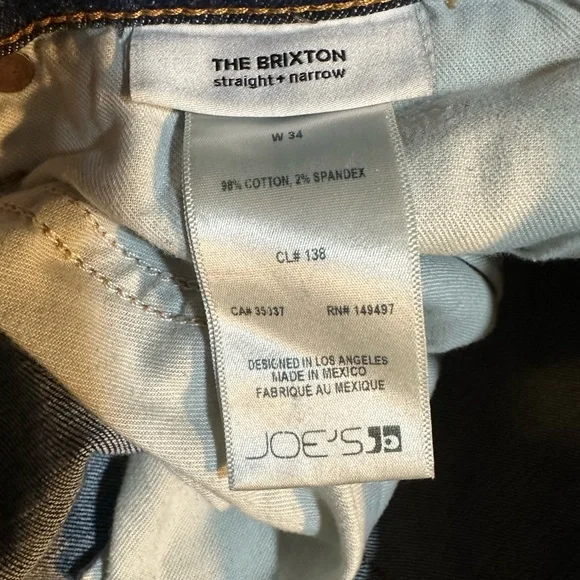 THE BRIXTON
straight + narrow
W 34
98% COTTON, 2% SPANDEX
CL# 138
CA# 35037 RN# 149497
DESIGNED IN LOS ANGELES
MADE IN MEXICO
FABRIQUÉ AU MEXIQUE
JOE'S